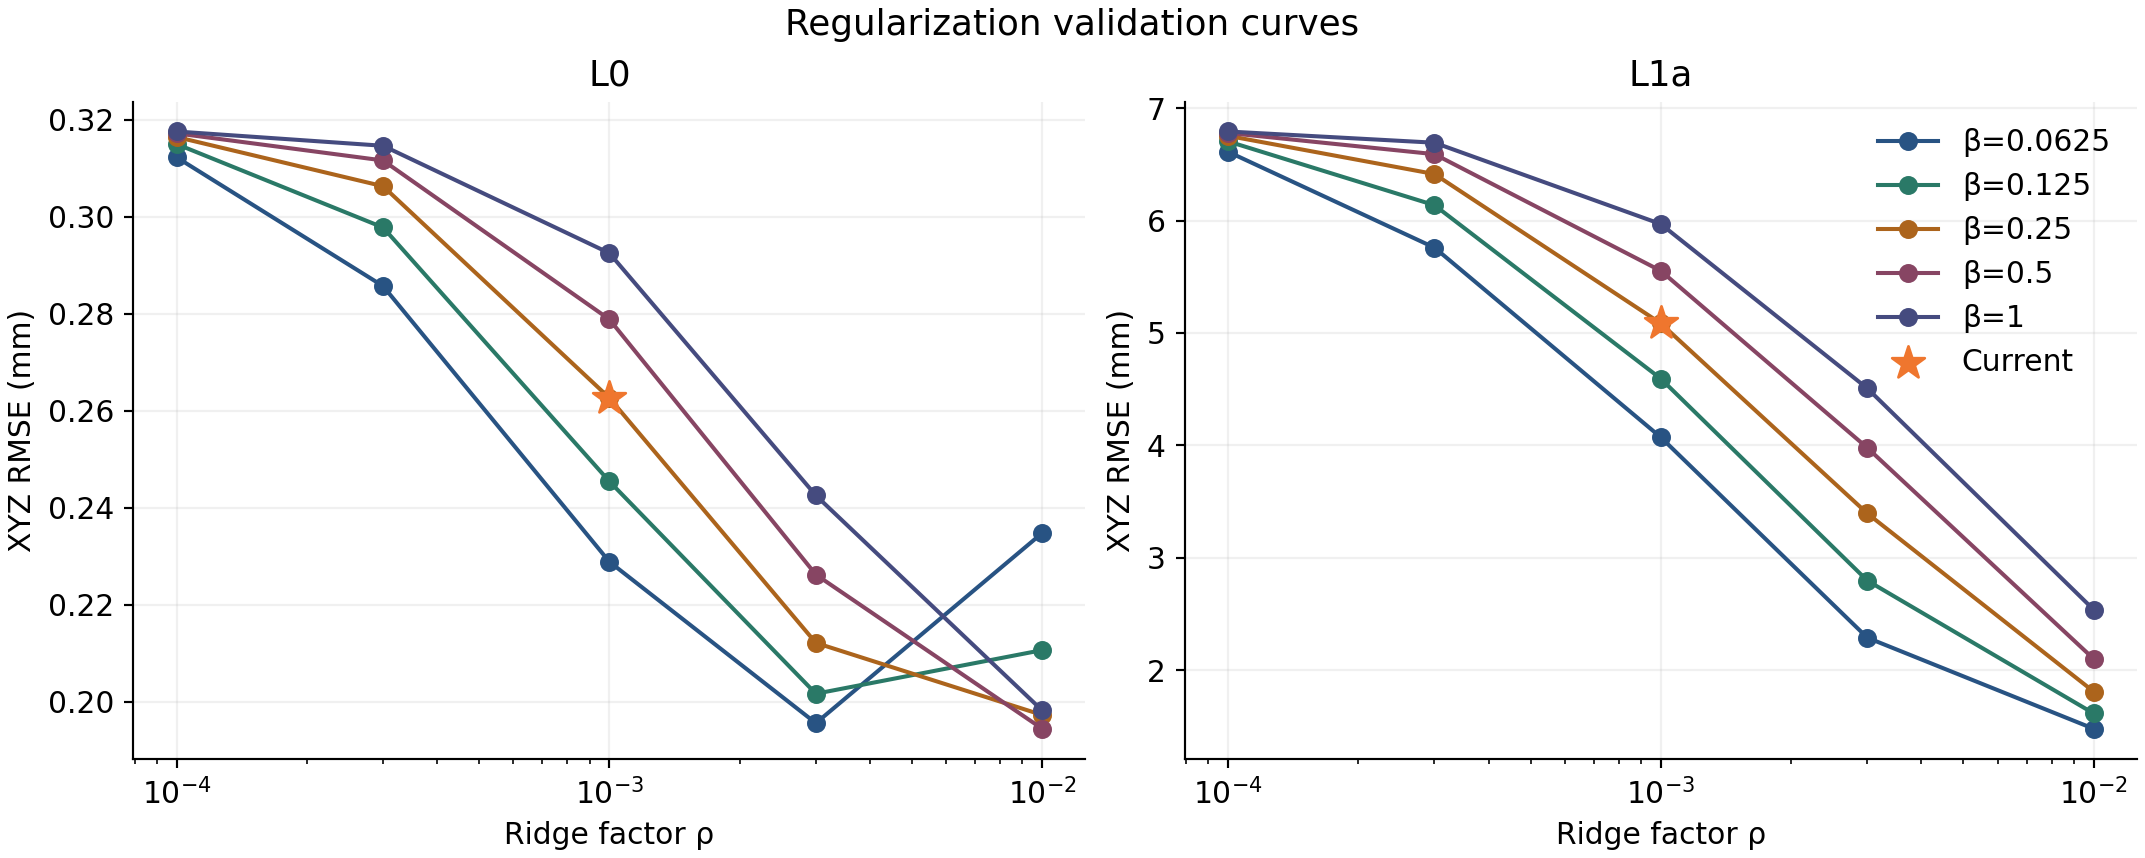 Regularization validation curves
L0
XYZ RMSE (mm)
0.32
0.30
0.28
0.26
0.24
0.22
0.20
10⁻⁴
10⁻³
10⁻²
Ridge factor ρ
L1a
XYZ RMSE (mm)
7
6
5
4
3
2
10⁻⁴
10⁻³
10⁻²
Ridge factor ρ
β=0.0625
β=0.125
β=0.25
β=0.5
β=1
Current